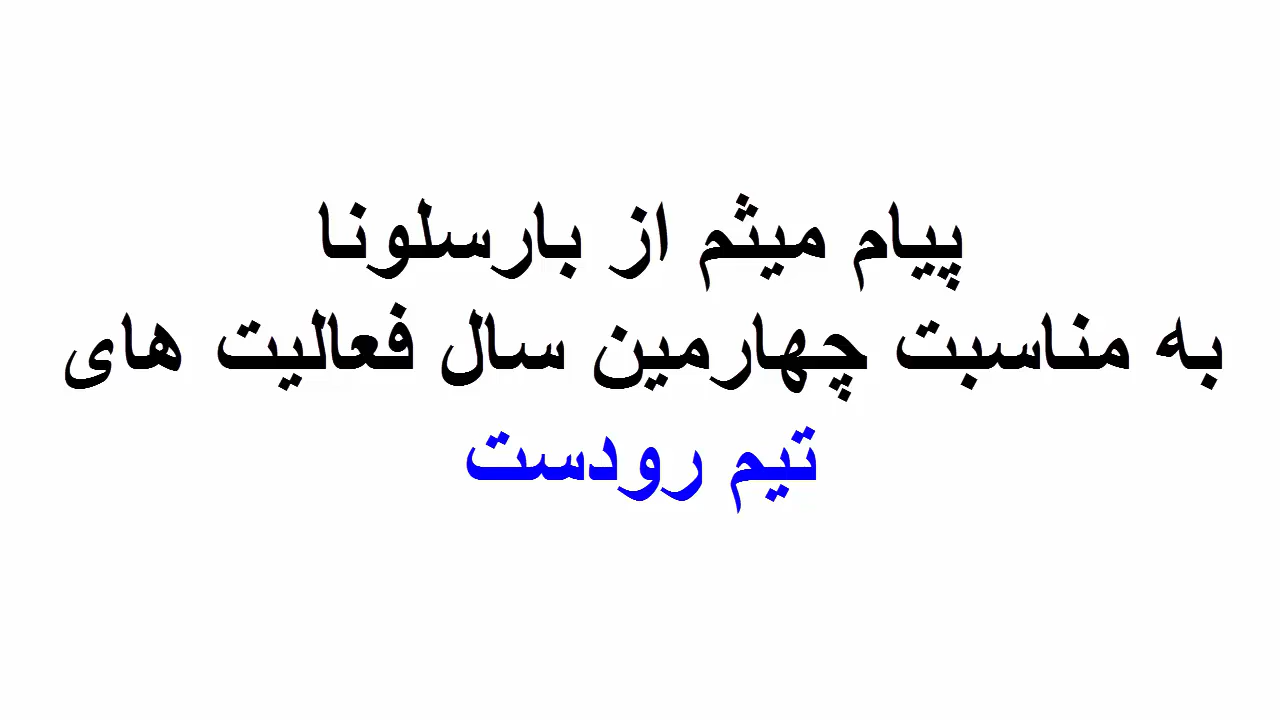 پیام میثم از بارسلونا
به مناسبت چهارمین سال فعالیت های
تیم رودست